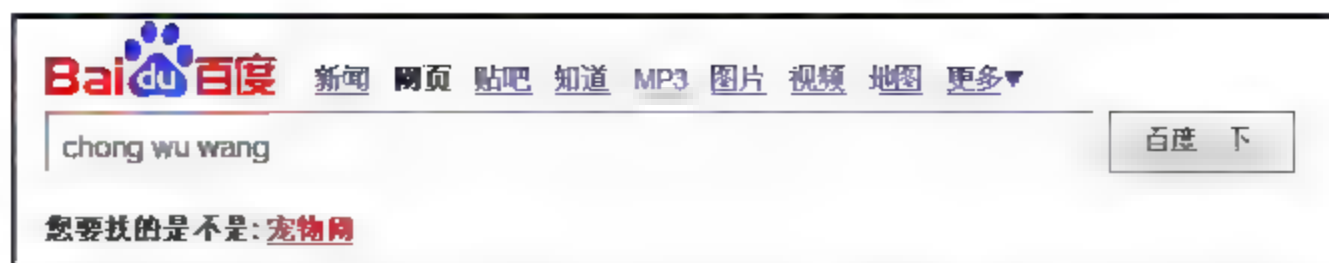 Bai du 百度 新闻 网页 贴吧 知道 MP3 图片 视频 地图 更多▼
chong wu wang 百度一下
您要找的是不是: 宠物网